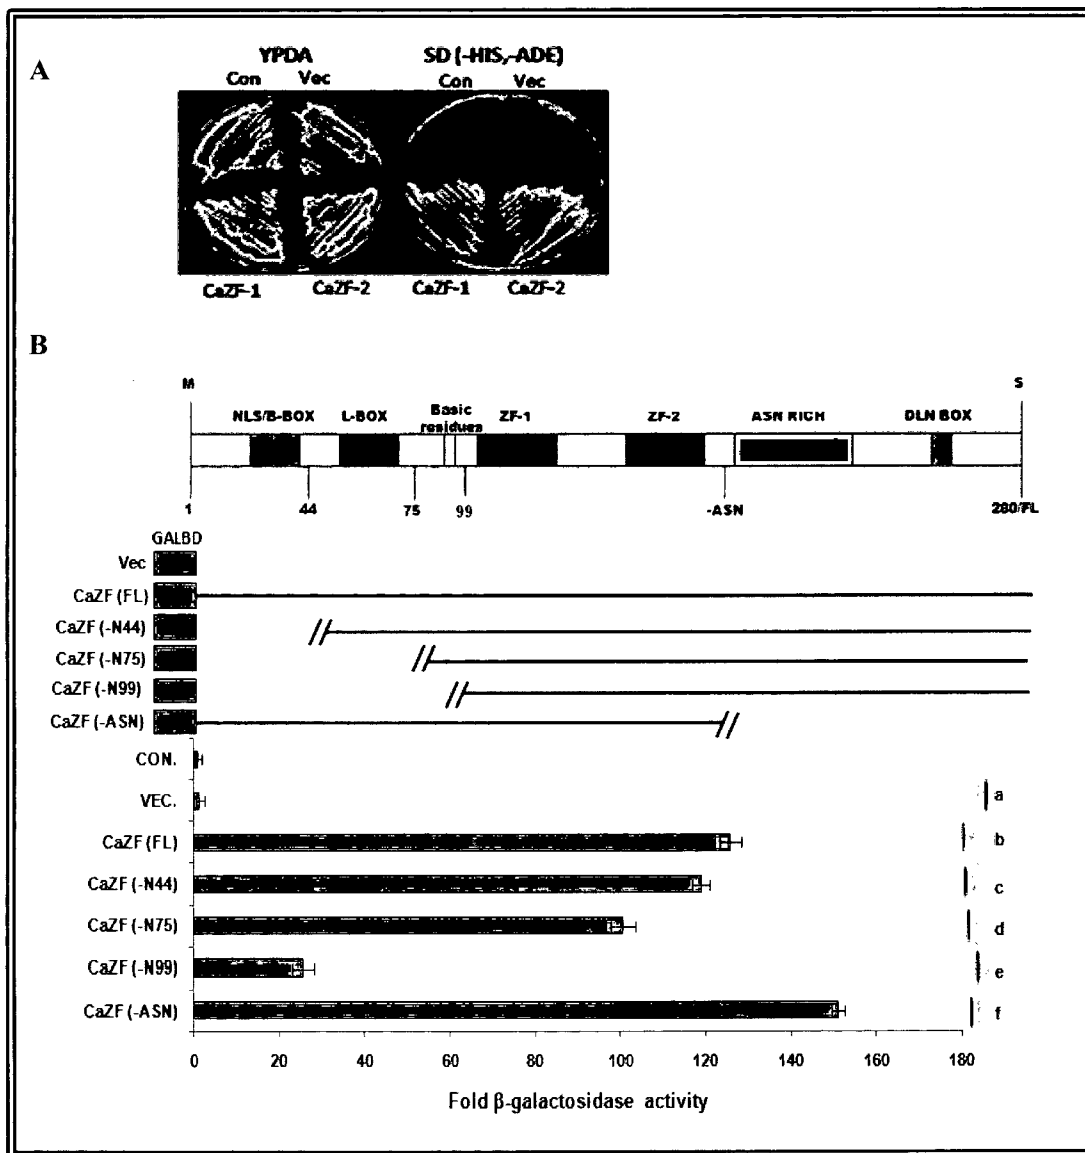 A
YPDA SD (-HIS,-ADE)
Con Vec Con Vec
CaZF-1 CaZF-2 CaZF-1 CaZF-2
B
M S
NLS/B-BOX L-BOX Basic residues ZF-1 ZF-2 ASN RICH DLN BOX
1 44 75 99 -ASN 280/FL
GALBD
Vec
CaZF (FL)
CaZF (-N44)
CaZF (-N75)
CaZF (-N99)
CaZF (-ASN)
CON.
VEC. a
CaZF (FL) b
CaZF (-N44) c
CaZF (-N75) d
CaZF (-N99) e
CaZF (-ASN) f
0 20 40 60 80 100 120 140 160 180
Fold β-galactosidase activity